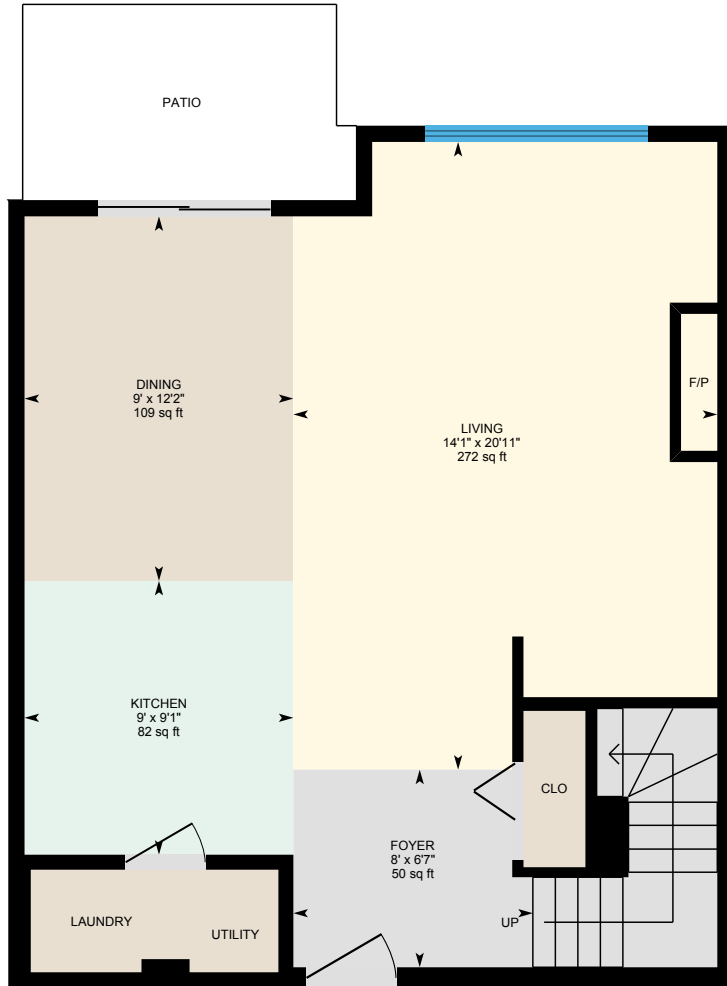 PATIO
DINING
9' x 12'2"
109 sq ft
F/P
LIVING
14'1" x 20'11"
272 sq ft
KITCHEN
9' x 9'1"
82 sq ft
CLO
FOYER
8' x 6'7"
50 sq ft
LAUNDRY
UTILITY
UP